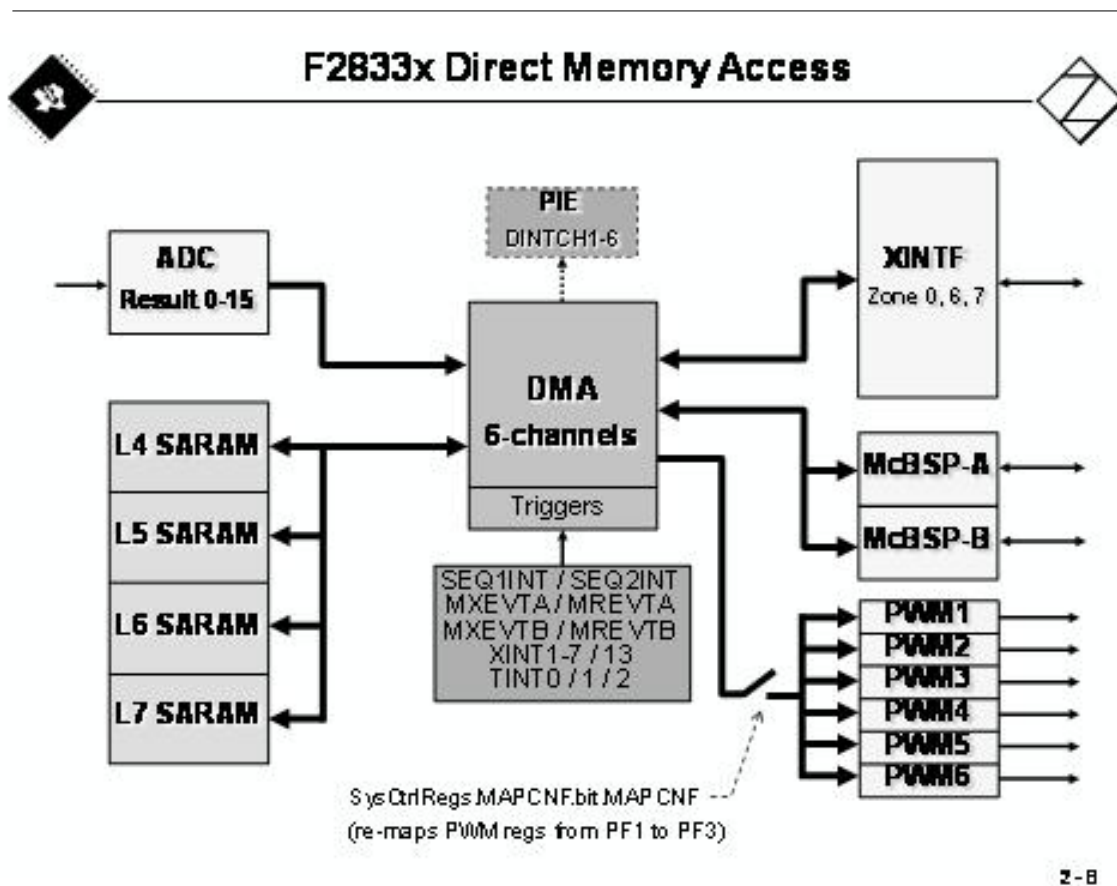 F2833x Direct Memory Access
PIE
DINTCH1-6
ADC
Result 0-15
XINTF
Zone 0, 6, 7
DMA
6-channels
Triggers
L4 SARAM
L5 SARAM
L6 SARAM
L7 SARAM
McBSP-A
McBSP-B
SEQ1INT / SEQ2INT
MXEVTA / MREVTA
MXEVTB / MREVTB
XINT1-7 / 13
TINT0 / 1 / 2
PWM1
PWM2
PWM3
PWM4
PWM5
PWM6
SysCtrlRegs.MAPCNF.bit.MAPCNF
(re-maps PWM regs from PF1 to PF3)
2 - 8